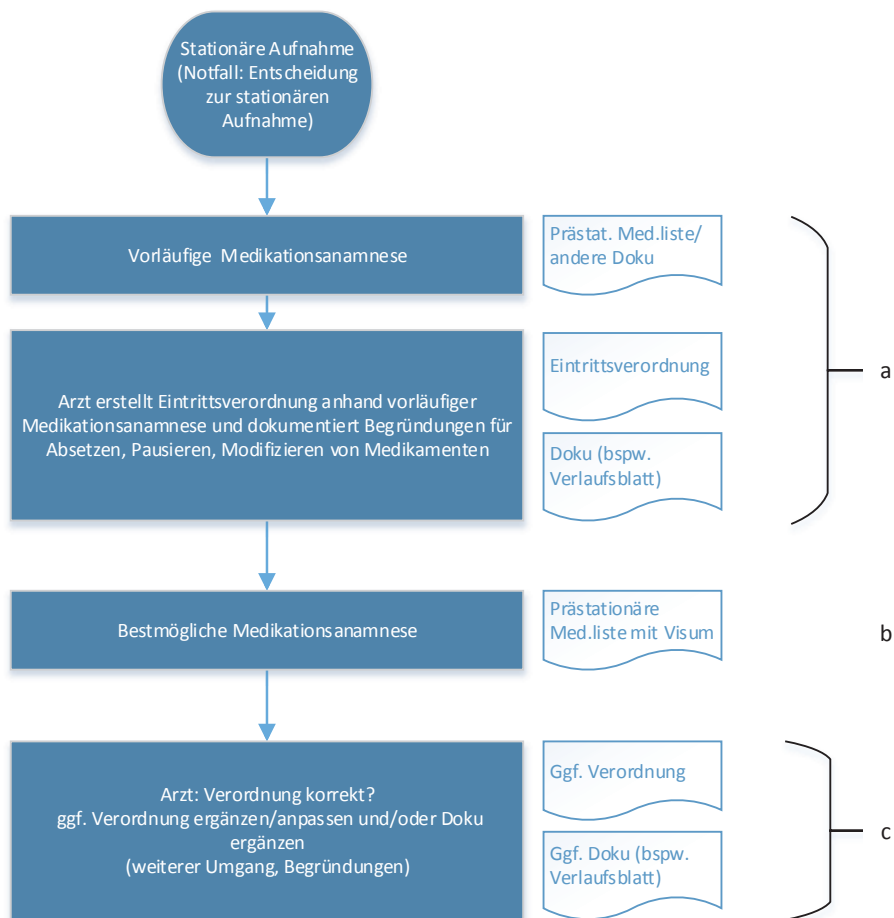 Stationäre Aufnahme
(Notfall: Entscheidung
zur stationären
Aufnahme)
Vorläufige Medikationsanamnese
Prästat. Med.liste/
andere Doku
Arzt erstellt Eintrittsverordnung anhand vorläufiger
Medikationsanamnese und dokumentiert Begründungen für
Absetzen, Pausieren, Modifizieren von Medikamenten
Eintrittsverordnung
Doku (bspw.
Verlaufsblatt)
a
Bestmögliche Medikationsanamnese
Prästationäre
Med.liste mit Visum
b
Arzt: Verordnung korrekt?
ggf. Verordnung ergänzen/anpassen und/oder Doku
ergänzen
(weiterer Umgang, Begründungen)
Ggf. Verordnung
Ggf. Doku (bspw.
Verlaufsblatt)
c